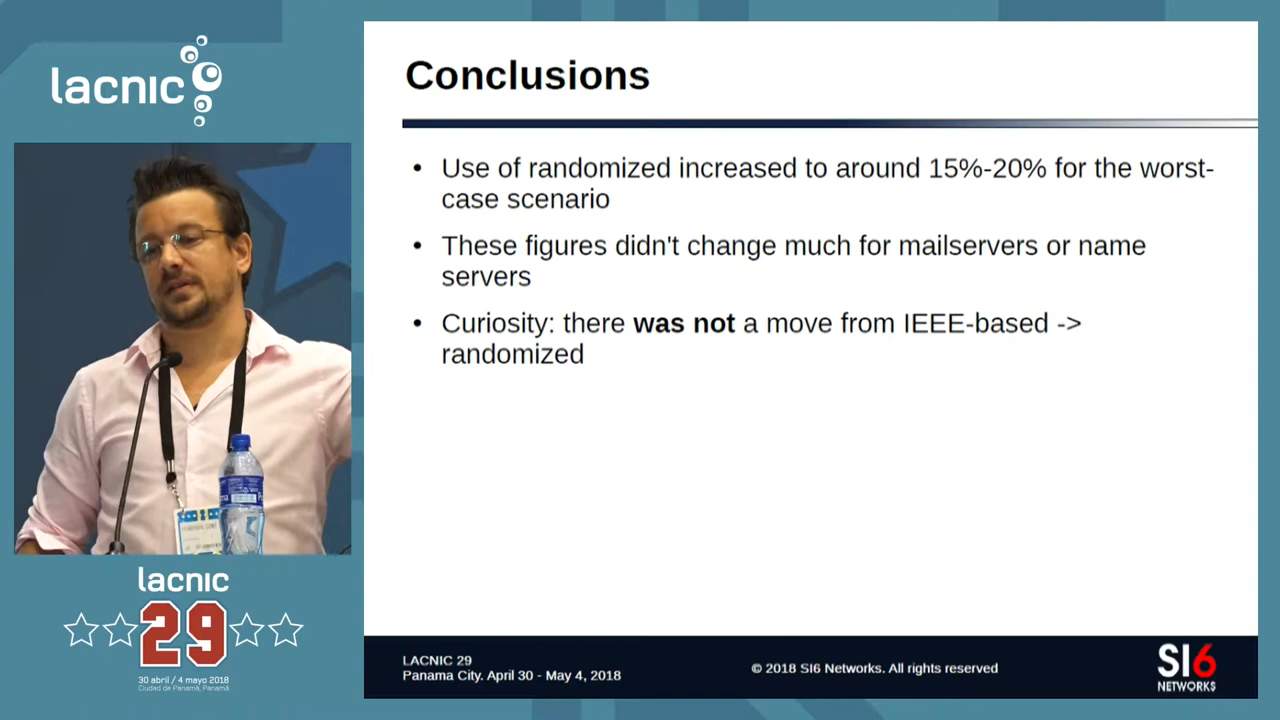 lacnic
Conclusions
• Use of randomized increased to around 15%-20% for the worst-
case scenario
• These figures didn't change much for mailservers or name
servers
• Curiosity: there was not a move from IEEE-based ->
randomized
lacnic
29
30 abril / 4 mayo 2018
Ciudad de Panamá, Panamá
LACNIC 29
Panama City. April 30 - May 4, 2018
© 2018 SI6 Networks. All rights reserved
SI6
NETWORKS